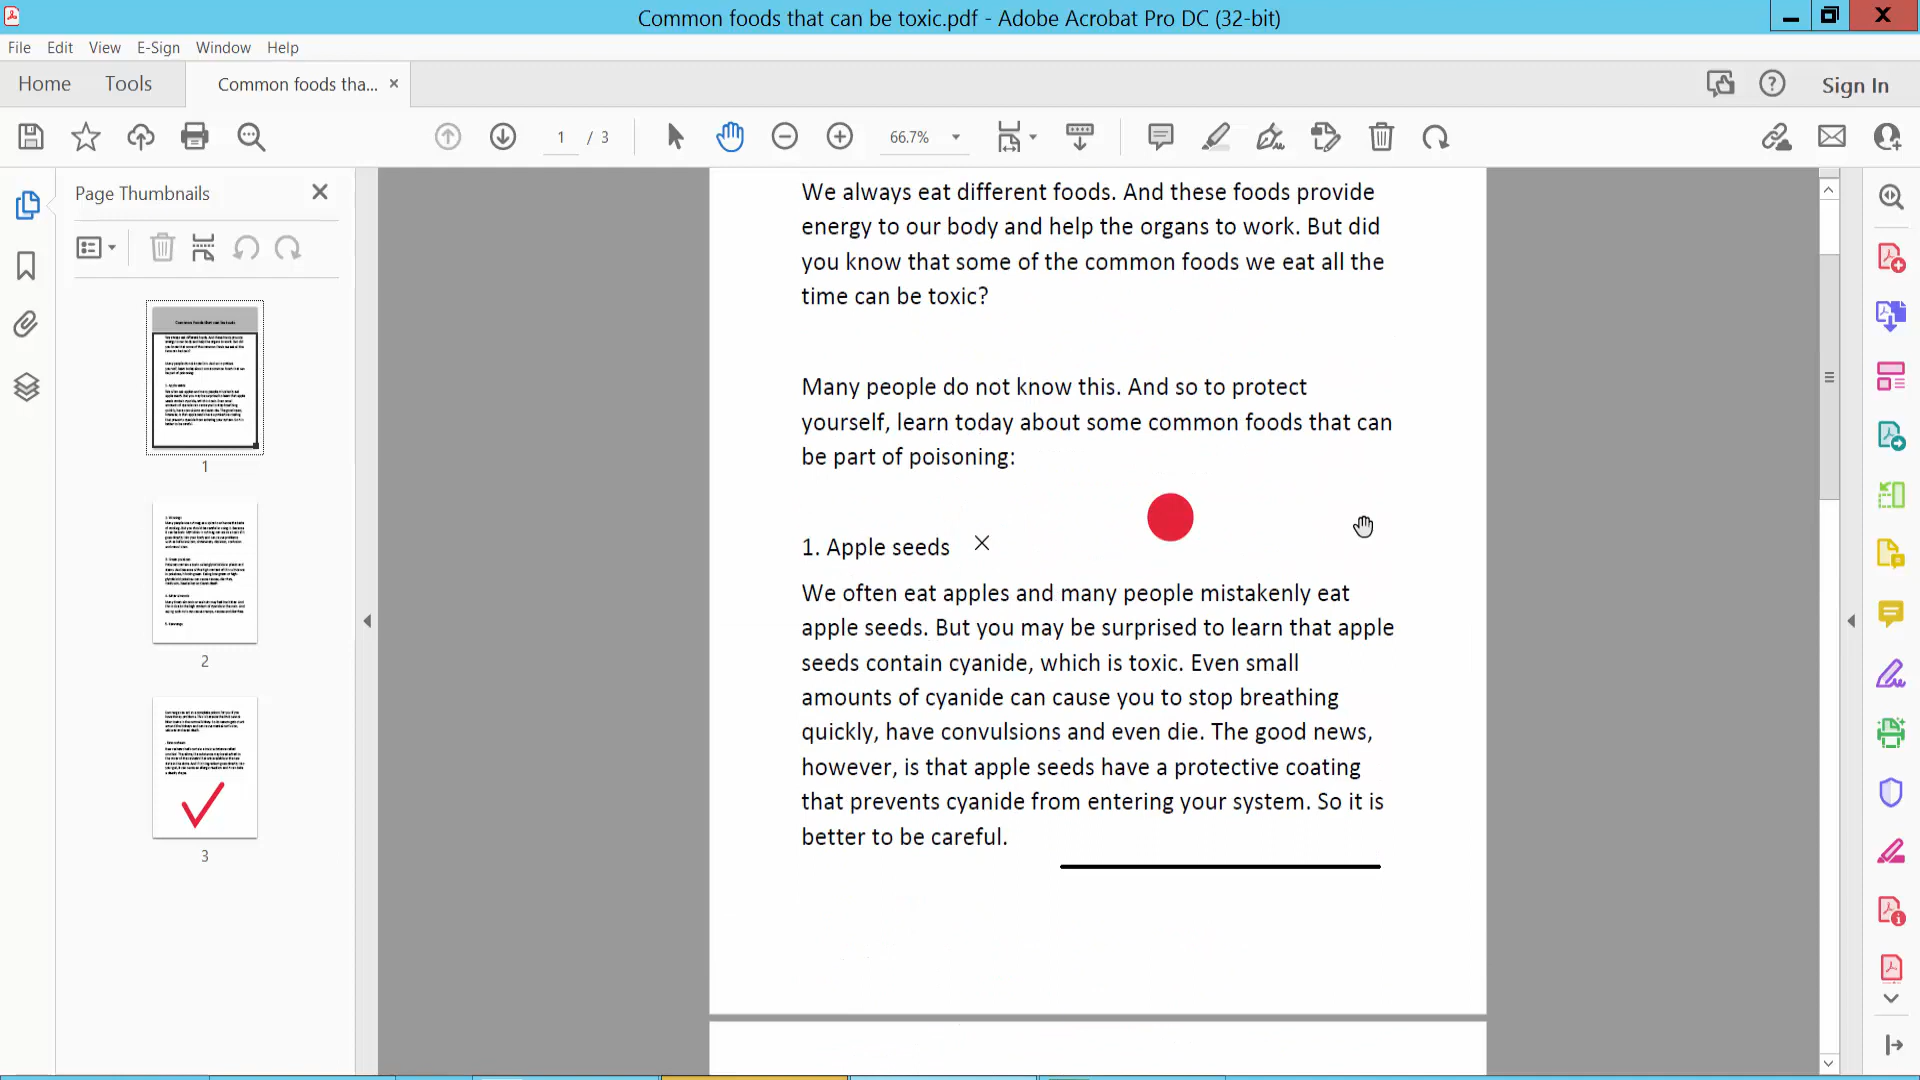 Common foods that can be toxic.pdf - Adobe Acrobat Pro DC (32-bit)
File Edit View E-Sign Window Help
Home Tools Common foods tha... × Sign In
1 / 3 66.7%
Page Thumbnails
1
2
3
We always eat different foods. And these foods provide
energy to our body and help the organs to work. But did
you know that some of the common foods we eat all the
time can be toxic?
Many people do not know this. And so to protect
yourself, learn today about some common foods that can
be part of poisoning:
1. Apple seeds
We often eat apples and many people mistakenly eat
apple seeds. But you may be surprised to learn that apple
seeds contain cyanide, which is toxic. Even small
amounts of cyanide can cause you to stop breathing
quickly, have convulsions and even die. The good news,
however, is that apple seeds have a protective coating
that prevents cyanide from entering your system. So it is
better to be careful.